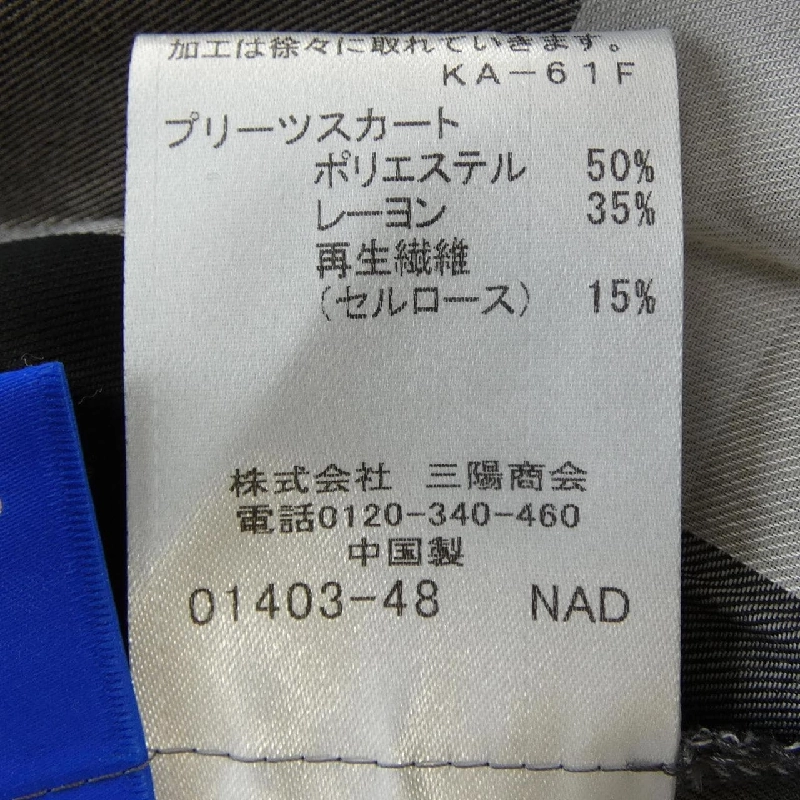 加工は徐々に取れていきます。
KA-61F
プリーツスカート
ポリエステル 50%
レーヨン 35%
再生繊維
(セルロース) 15%
株式会社 三陽商会
電話0120-340-460
中国製
01403-48 NAD